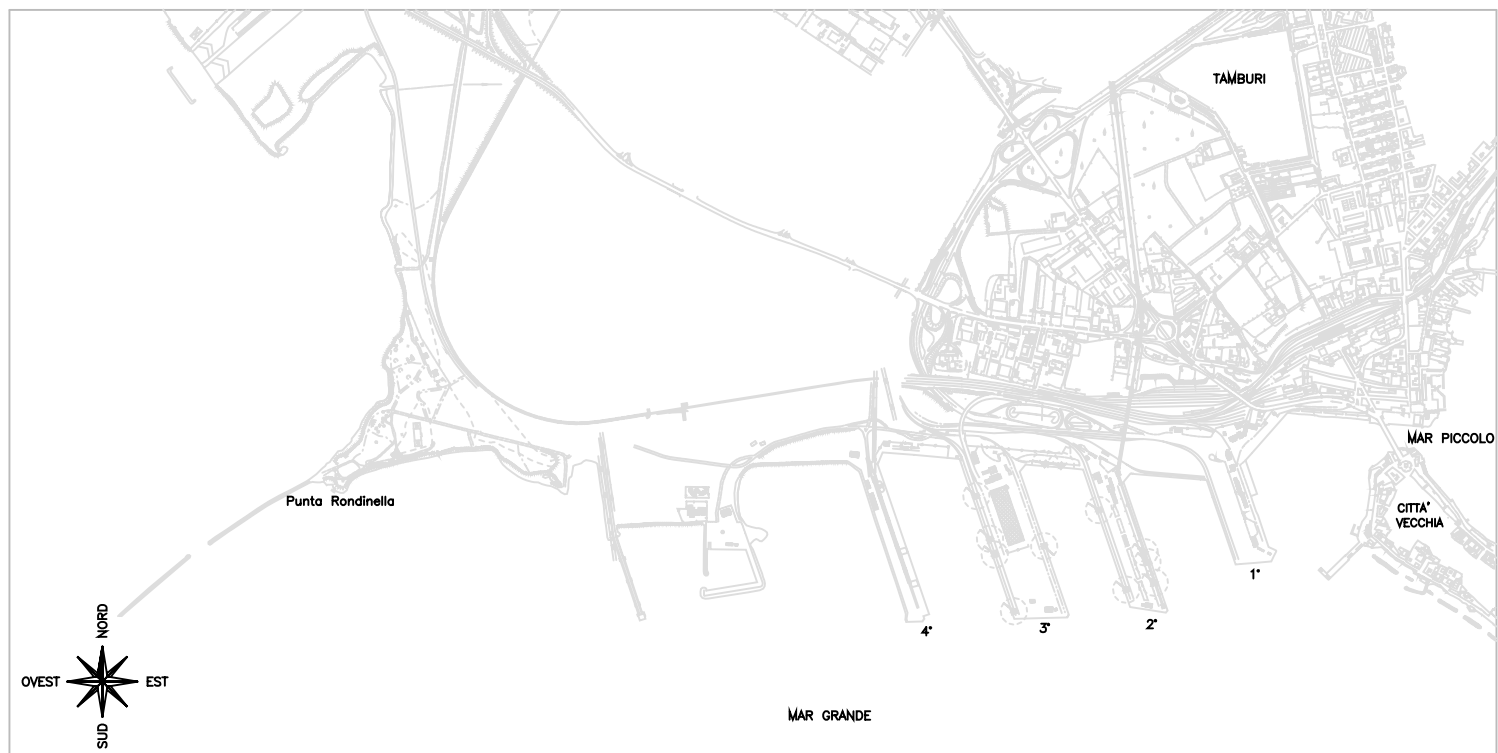 TAMBURI
MAR PICCOLO
Punta Rondinella
CITTA'
VECCHIA
1°
2°
3°
4°
NORD
OVEST
EST
SUD
MAR GRANDE